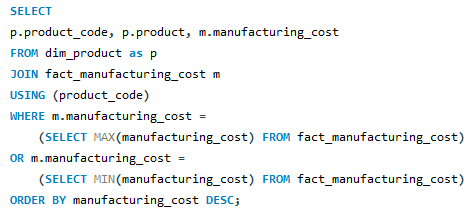 SELECT
p.product_code, p.product, m.manufacturing_cost
FROM dim_product as p
JOIN fact_manufacturing_cost m
USING (product_code)
WHERE m.manufacturing_cost =
    (SELECT MAX(manufacturing_cost) FROM fact_manufacturing_cost)
OR m.manufacturing_cost =
    (SELECT MIN(manufacturing_cost) FROM fact_manufacturing_cost)
ORDER BY manufacturing_cost DESC;